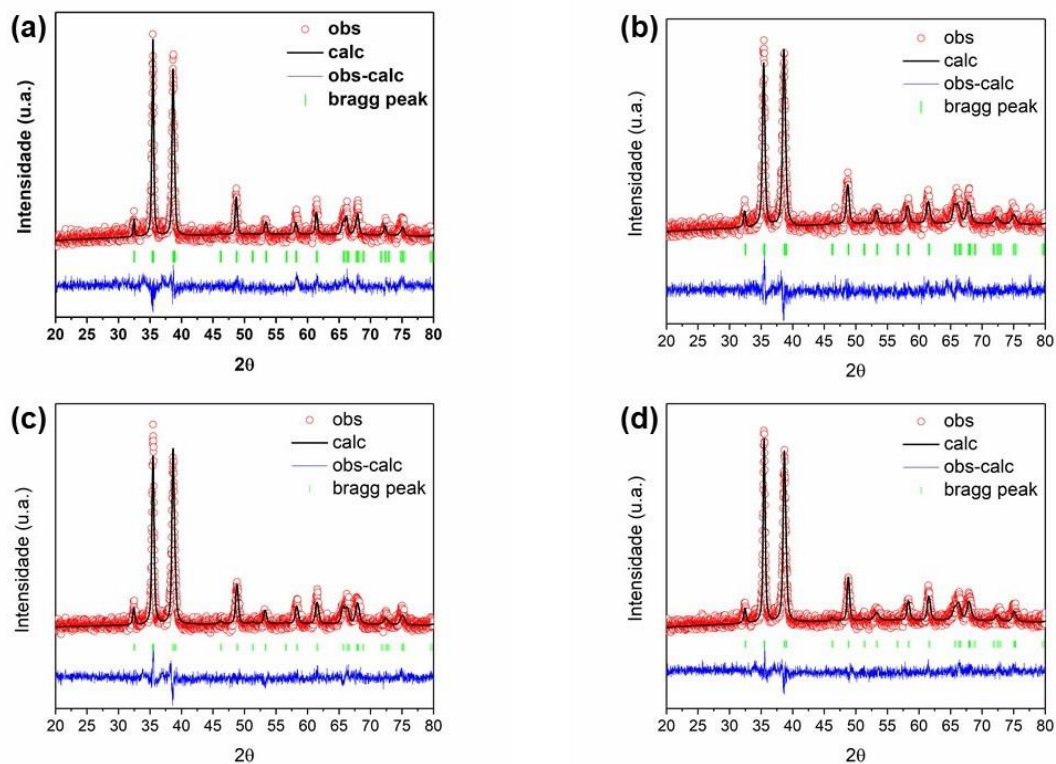 (a)
obs
calc
obs-calc
bragg peak
Intensidade (u.a.)
20 25 30 35 40 45 50 55 60 65 70 75 80
2θ
(b)
obs
calc
obs-calc
bragg peak
Intensidade (u.a.)
20 25 30 35 40 45 50 55 60 65 70 75 80
2θ
(c)
obs
calc
obs-calc
bragg peak
Intensidade (u.a.)
20 25 30 35 40 45 50 55 60 65 70 75 80
2θ
(d)
obs
calc
obs-calc
bragg peak
Intensidade (u.a.)
20 25 30 35 40 45 50 55 60 65 70 75 80
2θ